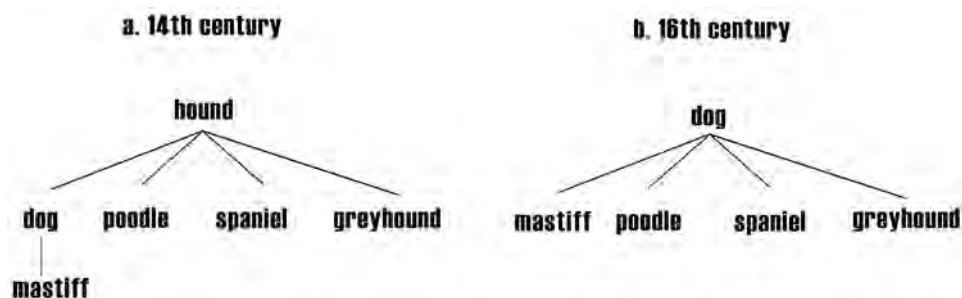 a. 14th century
hound
dog poodle spaniel greyhound
mastiff
b. 16th century
dog
mastiff poodle spaniel greyhound